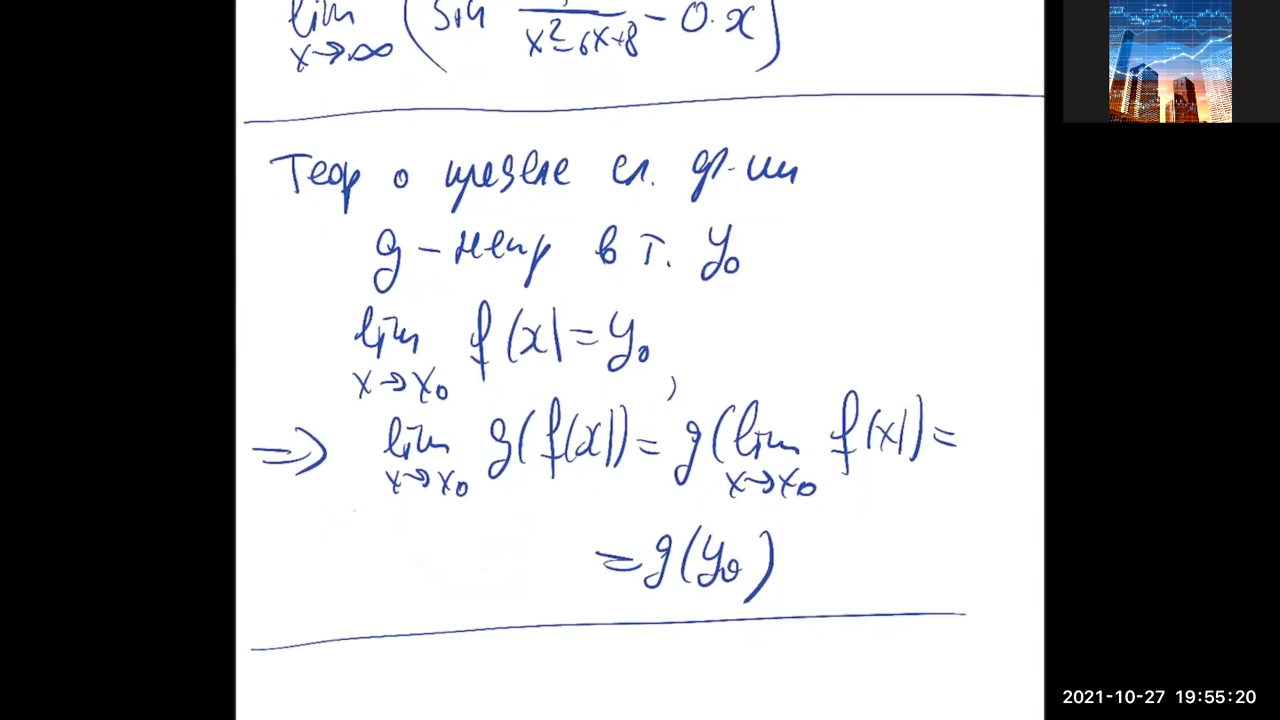 lim x→∞ ( sin / x²-6x+8 - 0·x )
Теор о пределе сл. ф-ии
g - непр в т. y₀
lim x→x₀ f(x) = y₀,
⇒ lim x→x₀ g(f(x)) = g(lim x→x₀ f(x)) =
= g(y₀)
2021-10-27 19:55:20